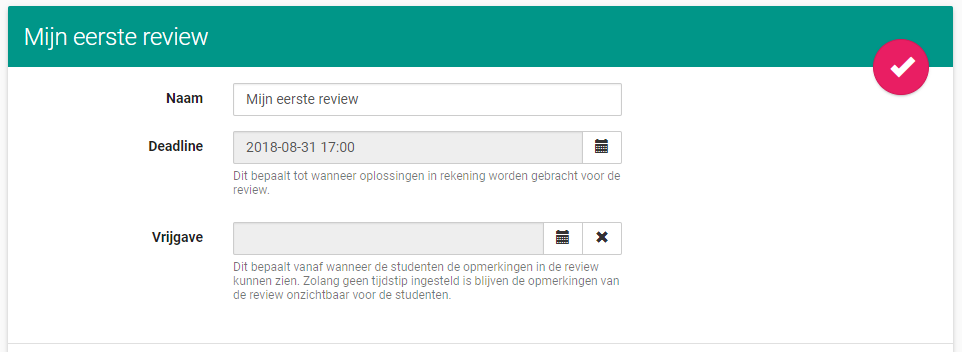 Mijn eerste review
Naam
Mijn eerste review
Deadline
2018-08-31 17:00
Dit bepaalt tot wanneer oplossingen in rekening worden gebracht voor de
review.
Vrijgave
Dit bepaalt vanaf wanneer de studenten de opmerkingen in de review
kunnen zien. Zolang geen tijdstip ingesteld is blijven de opmerkingen van
de review onzichtbaar voor de studenten.